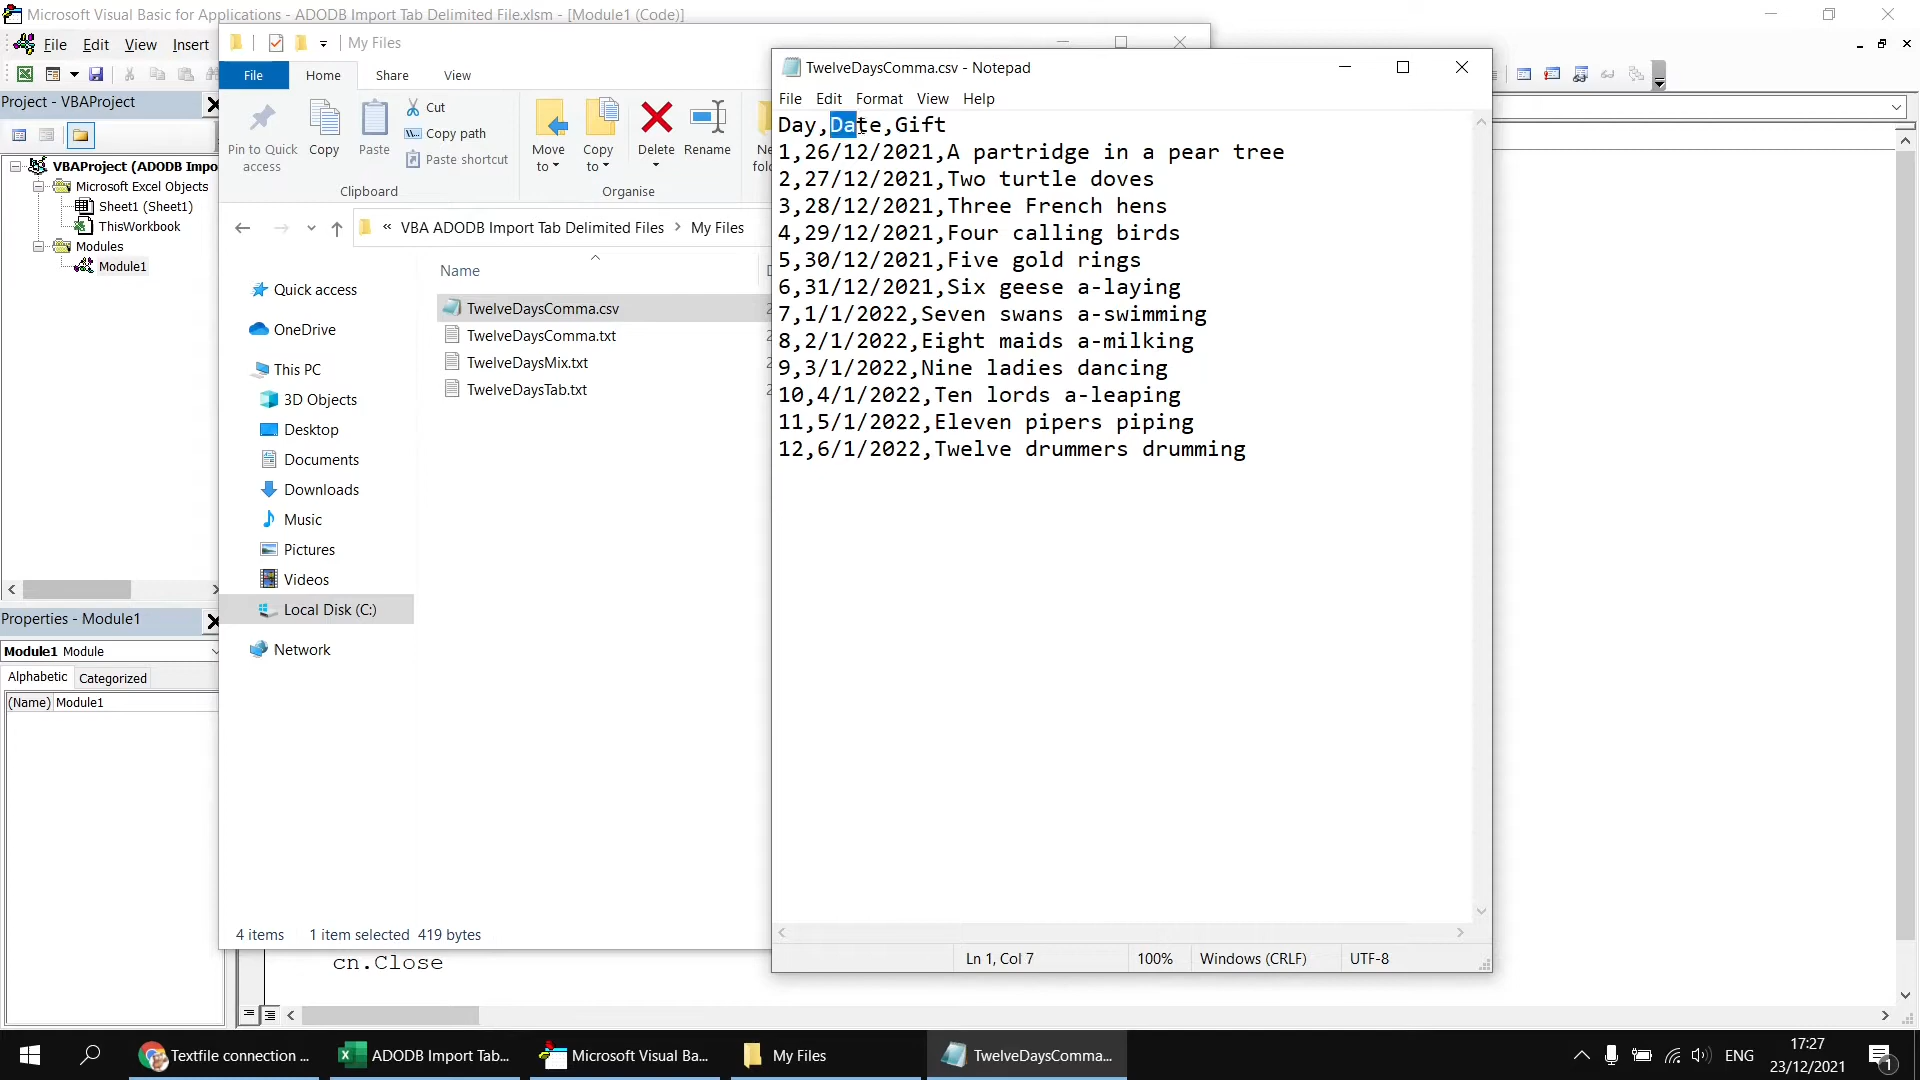 Microsoft Visual Basic for Applications - ADODB Import Tab Delimited File.xlsm - [Module1 (Code)]
File Edit View Insert
Project - VBAProject
VBAProject (ADODB Impo
Microsoft Excel Objects
Sheet1 (Sheet1)
ThisWorkbook
Modules
Module1
Properties - Module1
Module1 Module
Alphabetic Categorized
(Name) Module1
My Files
File Home Share View
Pin to Quick access
Copy
Paste
Cut
Copy path
Paste shortcut
Clipboard
Move to
Copy to
Delete
Rename
Organise
« VBA ADODB Import Tab Delimited Files > My Files
Quick access
OneDrive
This PC
3D Objects
Desktop
Documents
Downloads
Music
Pictures
Videos
Local Disk (C:)
Network
Name
TwelveDaysComma.csv
TwelveDaysComma.txt
TwelveDaysMix.txt
TwelveDaysTab.txt
4 items 1 item selected 419 bytes
cn.Close
TwelveDaysComma.csv - Notepad
File Edit Format View Help
Day,Date,Gift
1,26/12/2021,A partridge in a pear tree
2,27/12/2021,Two turtle doves
3,28/12/2021,Three French hens
4,29/12/2021,Four calling birds
5,30/12/2021,Five gold rings
6,31/12/2021,Six geese a-laying
7,1/1/2022,Seven swans a-swimming
8,2/1/2022,Eight maids a-milking
9,3/1/2022,Nine ladies dancing
10,4/1/2022,Ten lords a-leaping
11,5/1/2022,Eleven pipers piping
12,6/1/2022,Twelve drummers drumming
Ln 1, Col 7 100% Windows (CRLF) UTF-8
Textfile connection ... ADODB Import Tab... Microsoft Visual Ba... My Files TwelveDaysComma...
ENG
17:27
23/12/2021
1